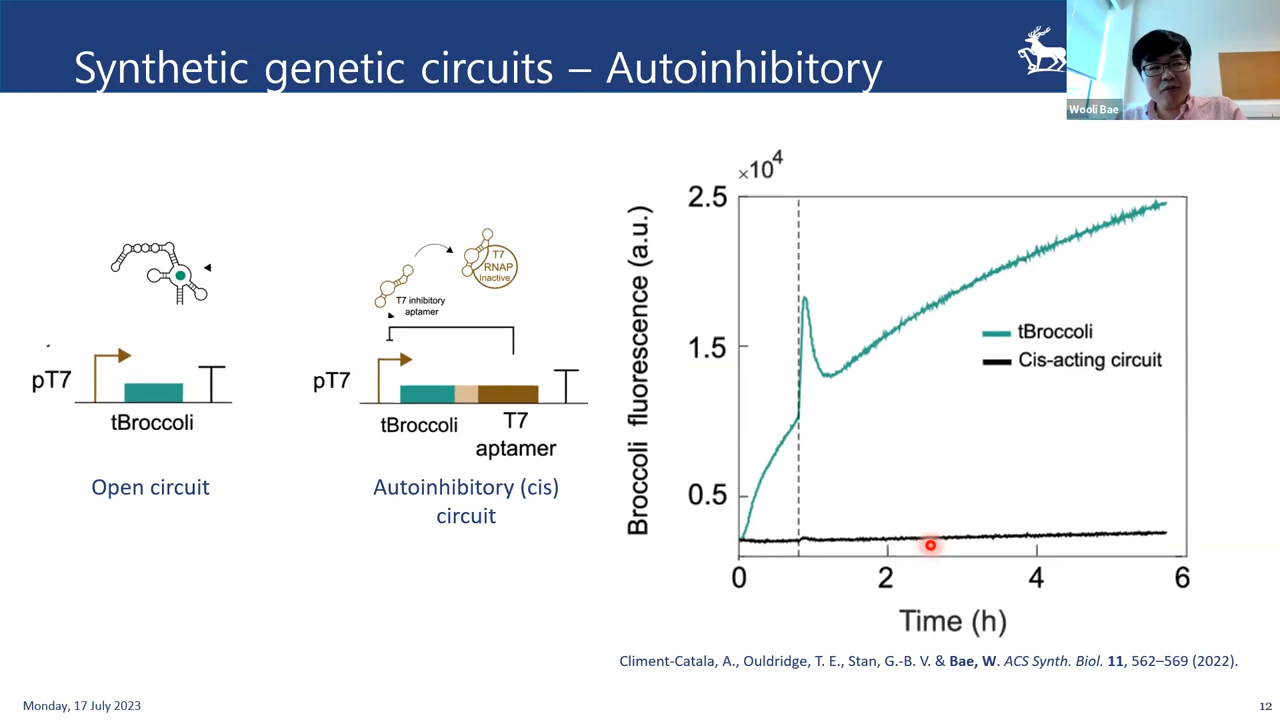 Synthetic genetic circuits – Autoinhibitory
Wooli Bae
T7
RNAP
Inactive
T7 inhibitory
aptamer
pT7
tBroccoli
Open circuit
pT7
tBroccoli
T7
aptamer
Autoinhibitory (cis)
circuit
×10⁴
2.5
1.5
0.5
Broccoli fluorescence (a.u.)
tBroccoli
Cis-acting circuit
0
2
4
6
Time (h)
Climent-Catala, A., Ouldridge, T. E., Stan, G.-B. V. & Bae, W. ACS Synth. Biol. 11, 562–569 (2022).
Monday, 17 July 2023
12